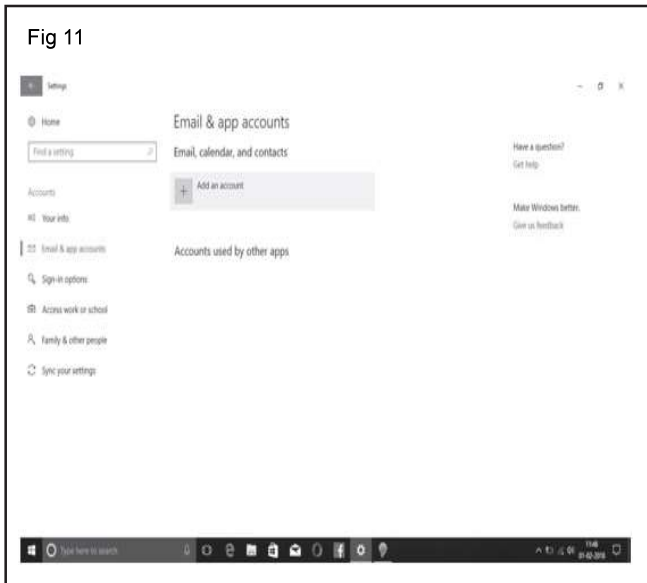 Fig 11
Settings
Home
Find a setting
Accounts
Your info
Email & app accounts
Sign-in options
Access work or school
Family & other people
Sync your settings
Email & app accounts
Email, calendar, and contacts
Add an account
Accounts used by other apps
Have a question?
Get help
Make Windows better.
Give us feedback
Type here to search